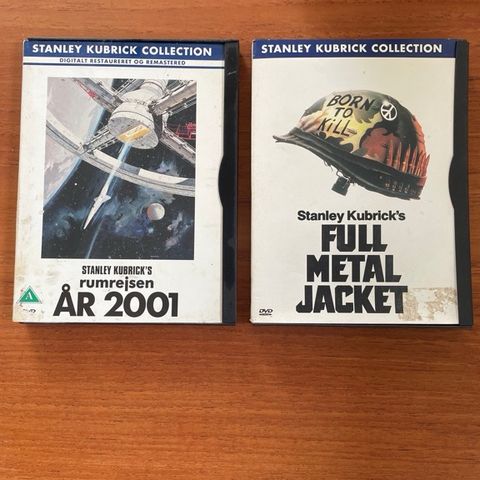 STANLEY KUBRICK COLLECTION
DIGITALT RESTAURERET OG REMASTERED
STANLEY KUBRICK'S
rumrejsen
ÅR 2001
A
DVD
STANLEY KUBRICK COLLECTION
BORN
TO
KILL
Stanley Kubrick's
FULL
METAL
JACKET
DVD